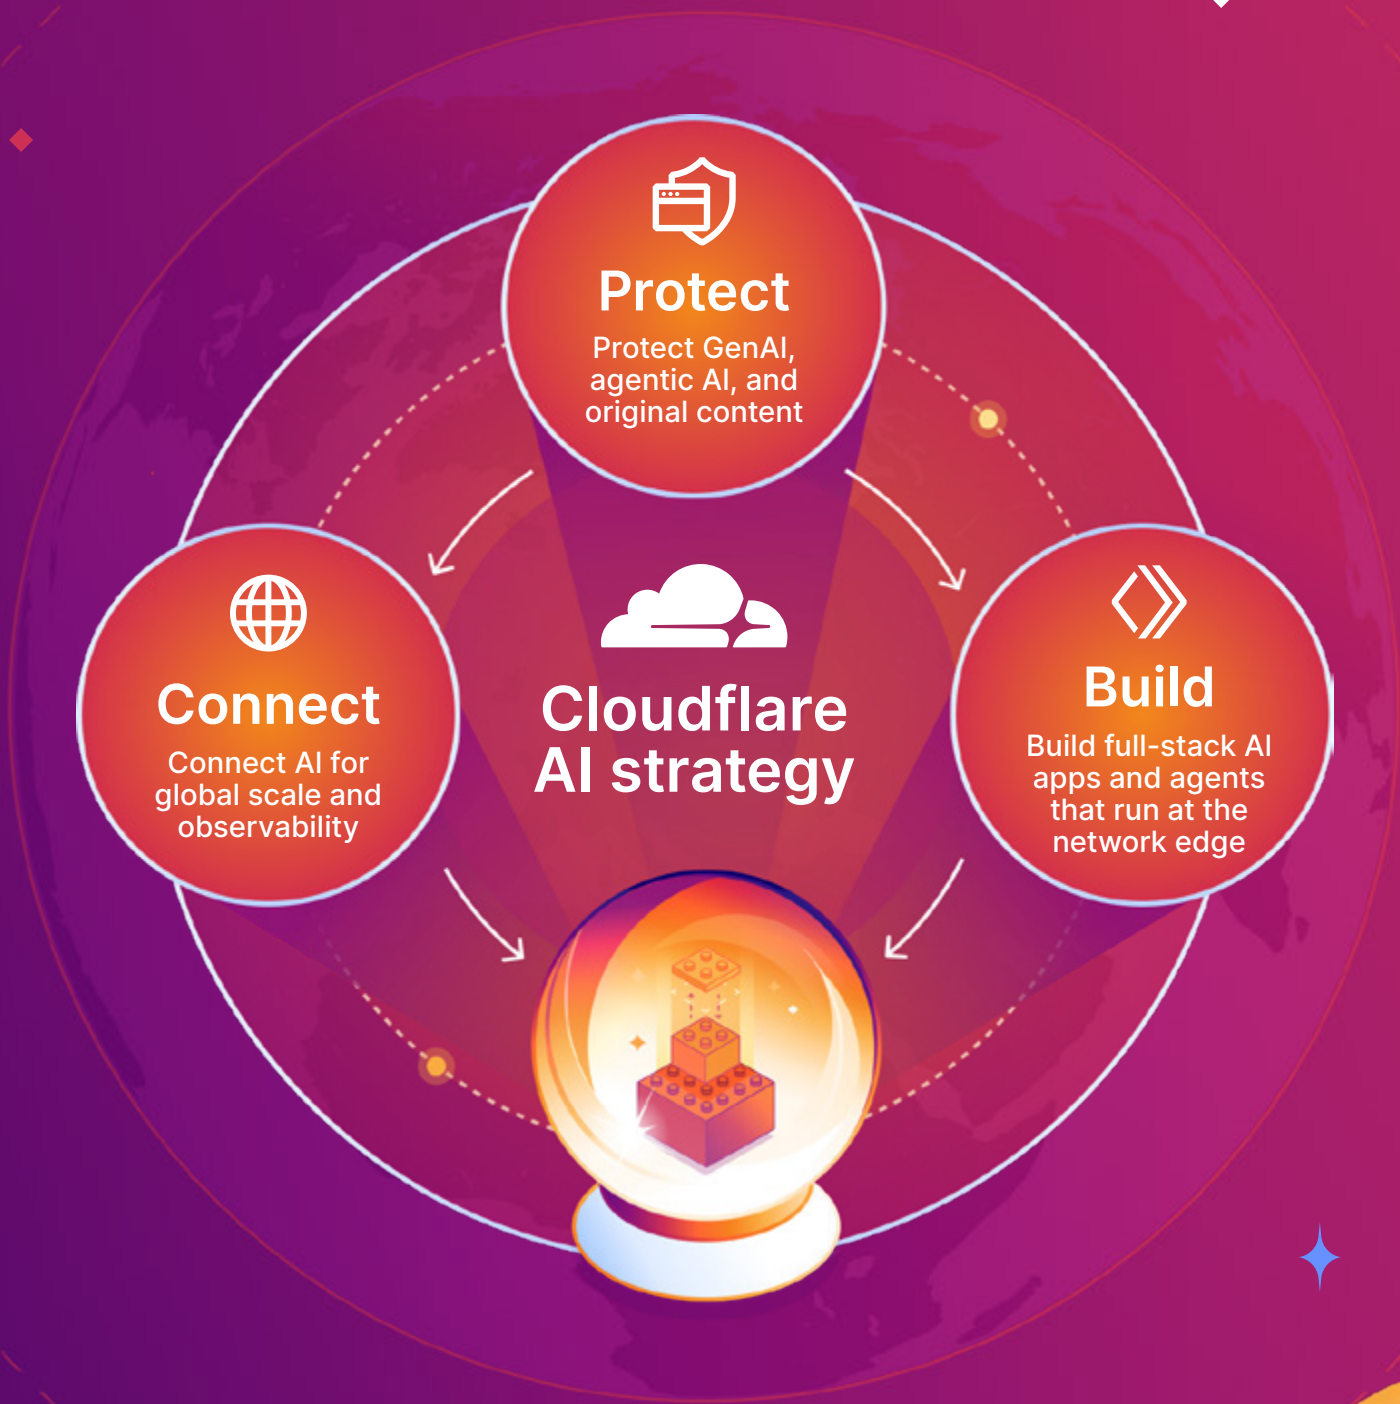 Protect
Protect GenAI,
agentic AI, and
original content
Connect
Connect AI for
global scale and
observability
Cloudflare
AI strategy
Build
Build full-stack AI
apps and agents
that run at the
network edge